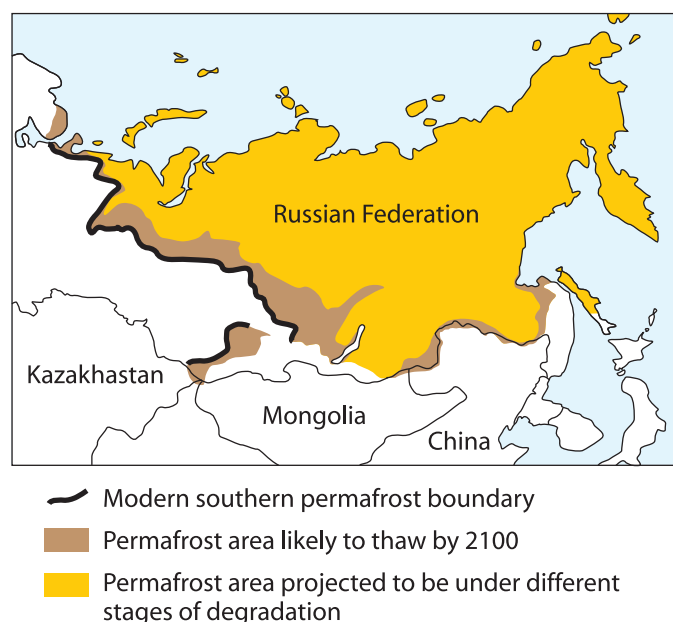 Russian Federation
Kazakhastan
Mongolia
China
Modern southern permafrost boundary
Permafrost area likely to thaw by 2100
Permafrost area projected to be under different
stages of degradation